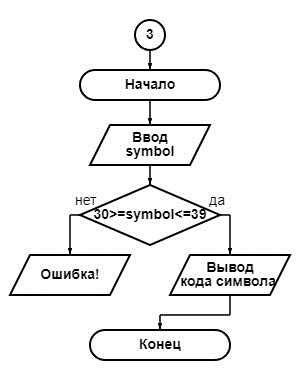 3
Начало
Ввод
symbol
нет
да
30>=symbol<=39
Ошибка!
Вывод
кода символа
Конец